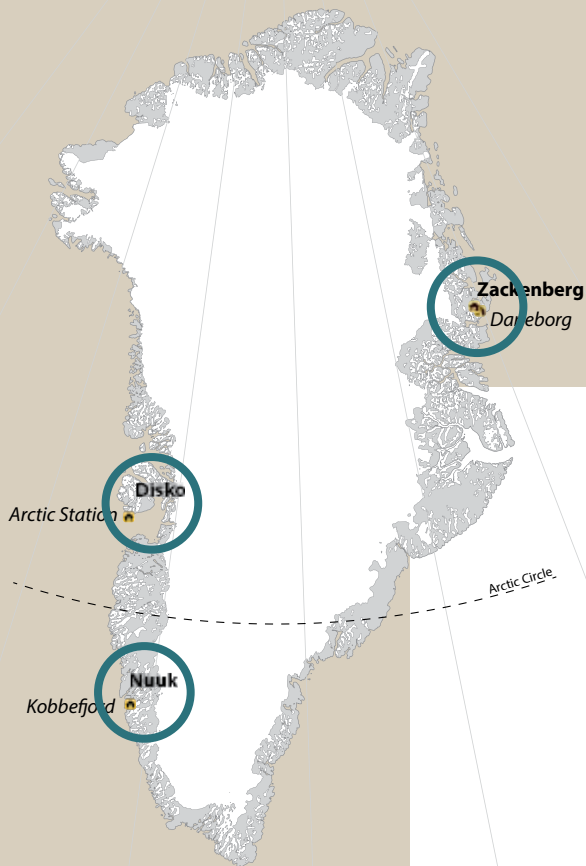 Zackenberg
Daneborg
Disko
Arctic Station
Arctic Circle
Nuuk
Kobbefjord